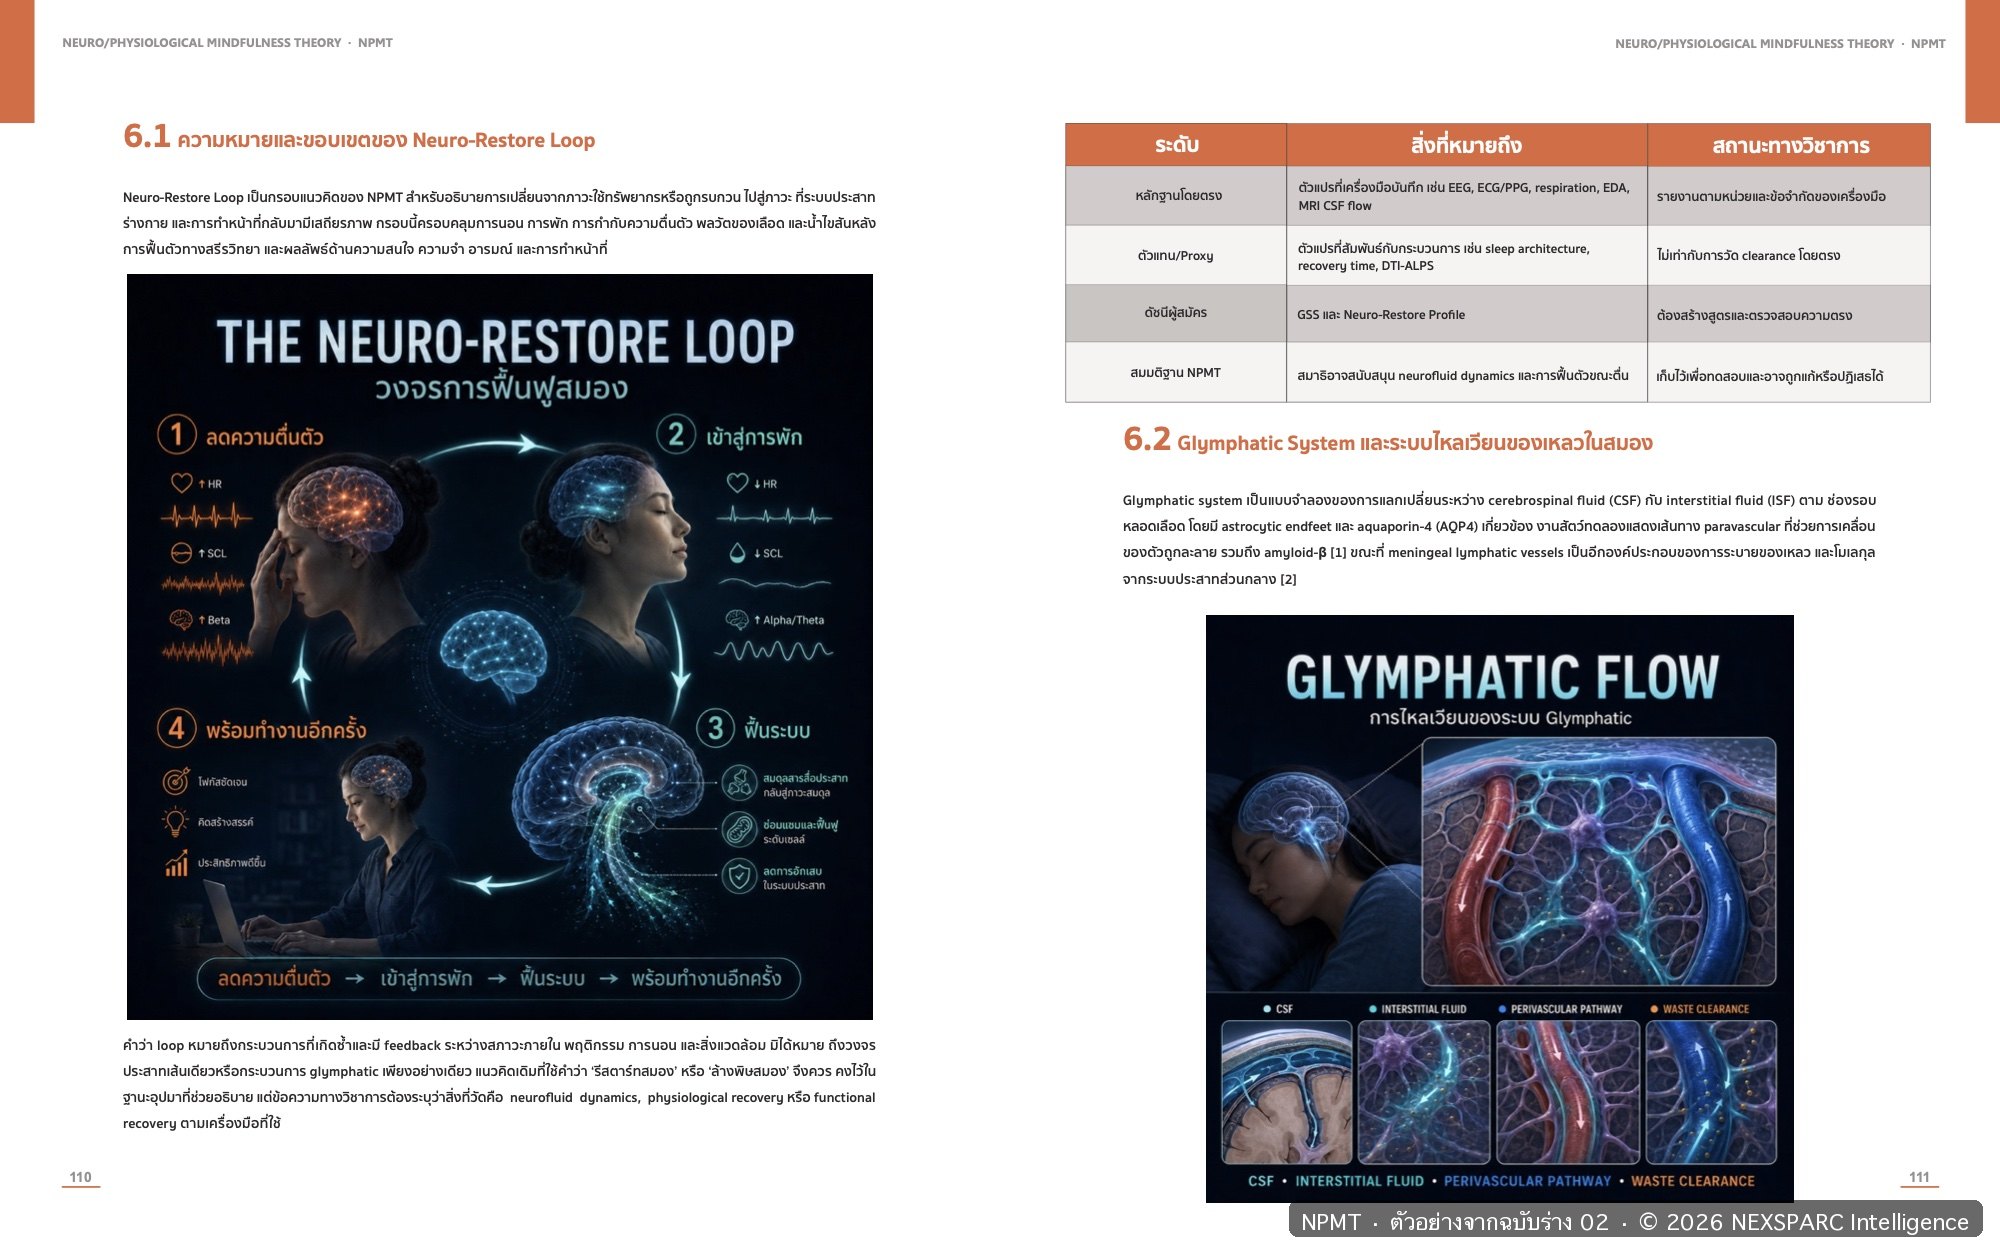 NEURO/PHYSIOLOGICAL MINDFULNESS THEORY · NPMT
6.1 ความหมายและขอบเขตของ Neuro-Restore Loop
Neuro-Restore Loop เป็นกรอบแนวคิดของ NPMT สำหรับอธิบายการเปลี่ยนจากภาวะใช้ทรัพยากรหรือถูกรบกวน ไปสู่ภาวะ ที่ระบบประสาท
ร่างกาย และการทำหน้าที่กลับมามีเสถียรภาพ กรอบนี้ครอบคลุมการนอน การพัก การกำกับความตื่นตัว พลวัตของเลือด และน้ำไขสันหลัง
การฟื้นตัวทางสรีรวิทยา และผลลัพธ์ด้านความสนใจ ความจำ อารมณ์ และการทำหน้าที่
THE NEURO-RESTORE LOOP
วงจรการฟื้นฟูสมอง
1 ลดความตื่นตัว
↑ HR
↑ SCL
↑ Beta
2 เข้าสู่การพัก
↓ HR
↓ SCL
↑ Alpha/Theta
3 ฟื้นระบบ
สมดุลสารสื่อประสาท
กลับสู่ภาวะสมดุล
ซ่อมแซมและฟื้นฟู
ระดับเซลล์
ลดการอักเสบ
ในระบบประสาท
4 พร้อมทำงานอีกครั้ง
โฟกัสชัดเจน
คิดสร้างสรรค์
ประสิทธิภาพดีขึ้น
ลดความตื่นตัว → เข้าสู่การพัก → ฟื้นระบบ → พร้อมทำงานอีกครั้ง
คำว่า loop หมายถึงกระบวนการที่เกิดซ้ำและมี feedback ระหว่างสภาวะภายใน พฤติกรรม การนอน และสิ่งแวดล้อม มิได้หมาย ถึงวงจร
ประสาทเส้นเดียวหรือกระบวนการ glymphatic เพียงอย่างเดียว แนวคิดเดิมที่ใช้คำว่า ‘รีสตาร์ทสมอง’ หรือ ‘ล้างพิษสมอง’ จึงควร คงไว้ใน
ฐานะอุปมาที่ช่วยอธิบาย แต่ข้อความทางวิชาการต้องระบุว่าสิ่งที่วัดคือ neurofluid dynamics, physiological recovery หรือ functional
recovery ตามเครื่องมือที่ใช้
110
NEURO/PHYSIOLOGICAL MINDFULNESS THEORY · NPMT
ระดับ สิ่งที่หมายถึง สถานะทางวิชาการ
หลักฐานโดยตรง ตัวแปรที่เครื่องมือบันทึก เช่น EEG, ECG/PPG, respiration, EDA, รายงานตามหน่วยและข้อจำกัดของเครื่องมือ
MRI CSF flow
ตัวแทน/Proxy ตัวแปรที่สัมพันธ์กับกระบวนการ เช่น sleep architecture, ไม่เท่ากับการวัด clearance โดยตรง
recovery time, DTI-ALPS
ดัชนีผู้สมัคร GSS และ Neuro-Restore Profile ต้องสร้างสูตรและตรวจสอบความตรง
สมมติฐาน NPMT สมาธิอาจสนับสนุน neurofluid dynamics และการฟื้นตัวขณะตื่น เก็บไว้เพื่อทดสอบและอาจถูกแก้หรือปฏิเสธได้
6.2 Glymphatic System และระบบไหลเวียนของเหลวในสมอง
Glymphatic system เป็นแบบจำลองของการแลกเปลี่ยนระหว่าง cerebrospinal fluid (CSF) กับ interstitial fluid (ISF) ตาม ช่องรอบ
หลอดเลือด โดยมี astrocytic endfeet และ aquaporin-4 (AQP4) เกี่ยวข้อง งานสัตว์ทดลองแสดงเส้นทาง paravascular ที่ช่วยการเคลื่อน
ของตัวถูกละลาย รวมถึง amyloid-β [1] ขณะที่ meningeal lymphatic vessels เป็นอีกองค์ประกอบของการระบายของเหลว และโมเลกุล
จากระบบประสาทส่วนกลาง [2]
GLYMPHATIC FLOW
การไหลเวียนของระบบ Glymphatic
CSF INTERSTITIAL FLUID PERIVASCULAR PATHWAY WASTE CLEARANCE
CSF • INTERSTITIAL FLUID • PERIVASCULAR PATHWAY • WASTE CLEARANCE
111
NPMT · ตัวอย่างจากฉบับร่าง 02 · © 2026 NEXSPARC Intelligence